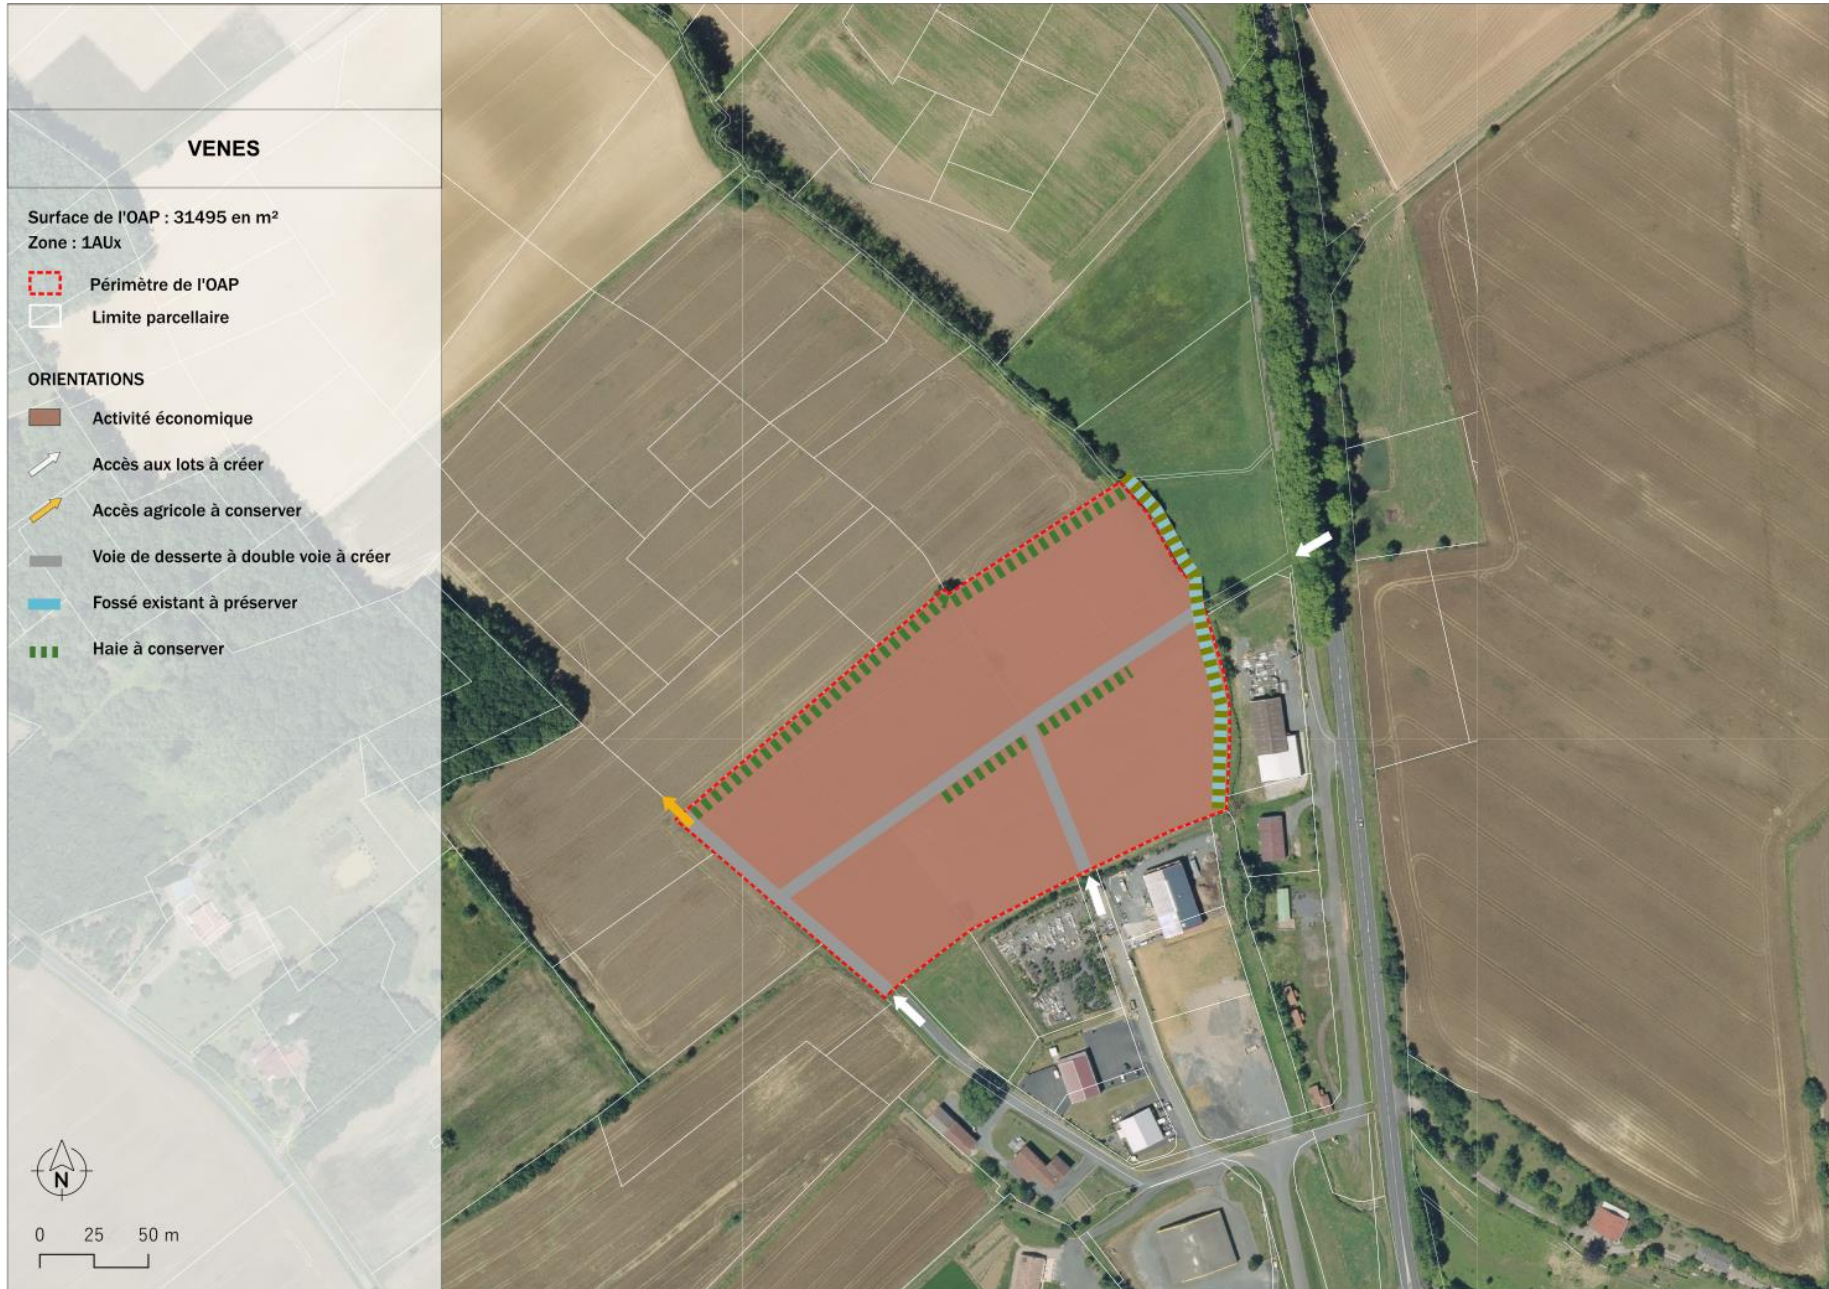 VENES
Surface de l'OAP : 31495 en m²
Zone : 1AUx
Périmètre de l'OAP
Limite parcellaire
ORIENTATIONS
Activité économique
Accès aux lots à créer
Accès agricole à conserver
Voie de desserte à double voie à créer
Fossé existant à préserver
Haie à conserver
N
0 25 50 m